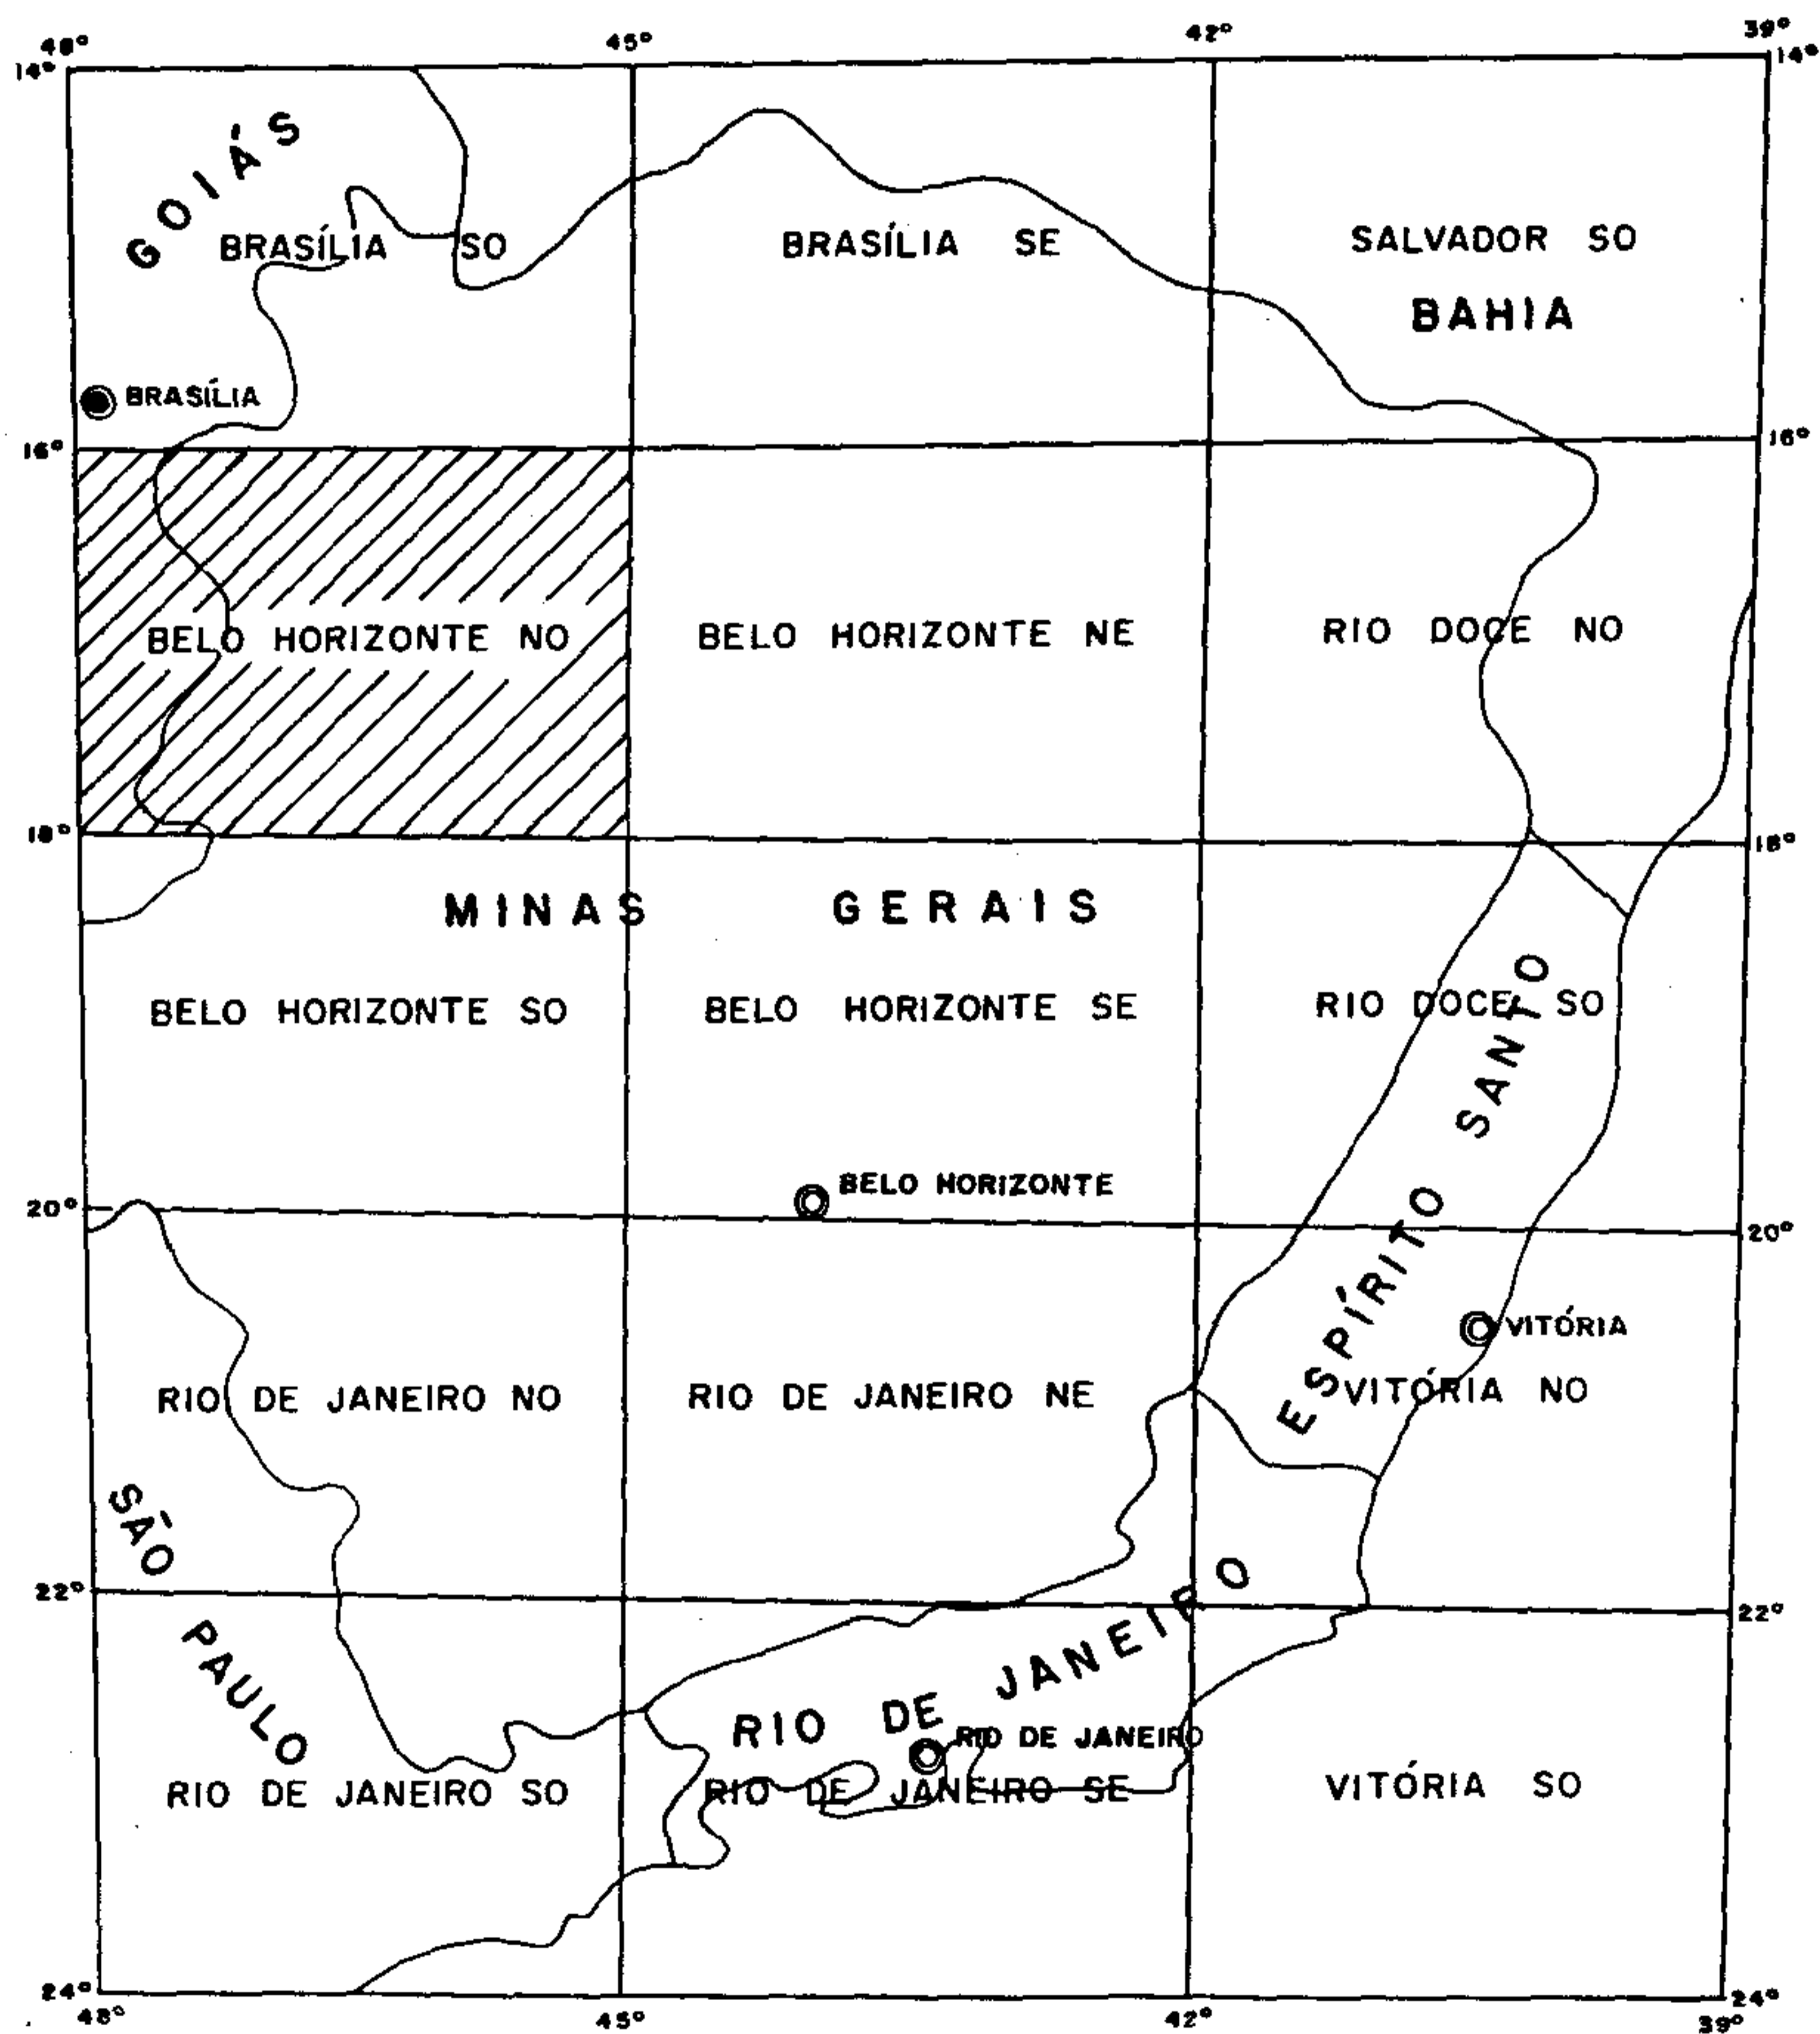 48° 45° 42° 39°
14° 14°
GOIÁS
BRASÍLIA SO
BRASÍLIA SE
SALVADOR SO
BAHIA
BRASÍLIA
16° 16°
BELO HORIZONTE NO
BELO HORIZONTE NE
RIO DOCE NO
18° 18°
MINAS GERAIS
BELO HORIZONTE SO
BELO HORIZONTE SE
RIO DOCE SO
ESPÍRITO SANTO
BELO HORIZONTE
20° 20°
VITÓRIA
RIO DE JANEIRO NO
RIO DE JANEIRO NE
VITÓRIA NO
SÃO PAULO
22° 22°
RIO DE JANEIRO
RIO DE JANEIRO
RIO DE JANEIRO SO
RIO DE JANEIRO SE
VITÓRIA SO
24° 24°
48° 45° 42° 39°